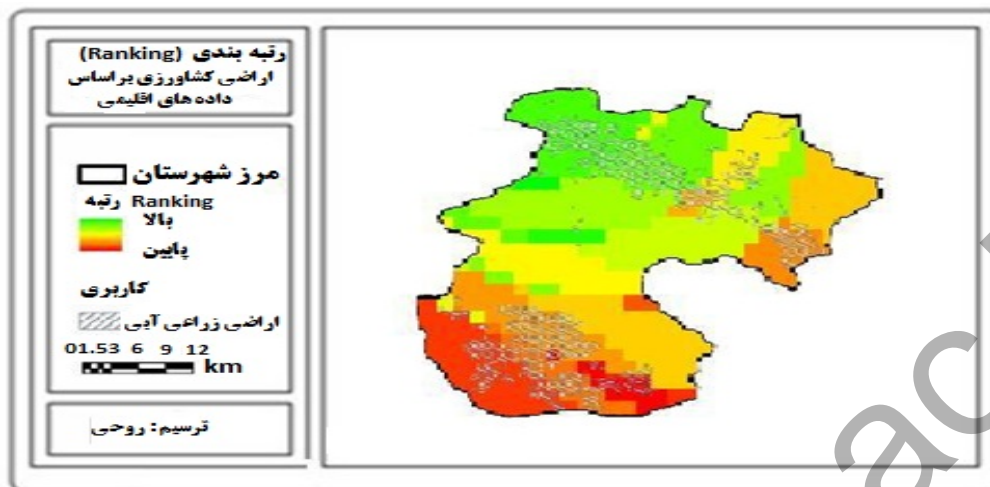 رتبه بندی (Ranking)
اراضی کشاورزی براساس
داده های اقلیمی
مرز شهرستان
رتبه Ranking
بالا
پایین
کاربری
اراضی زراعی آبی
01.53 6 9 12
km
ترسیم: روحی